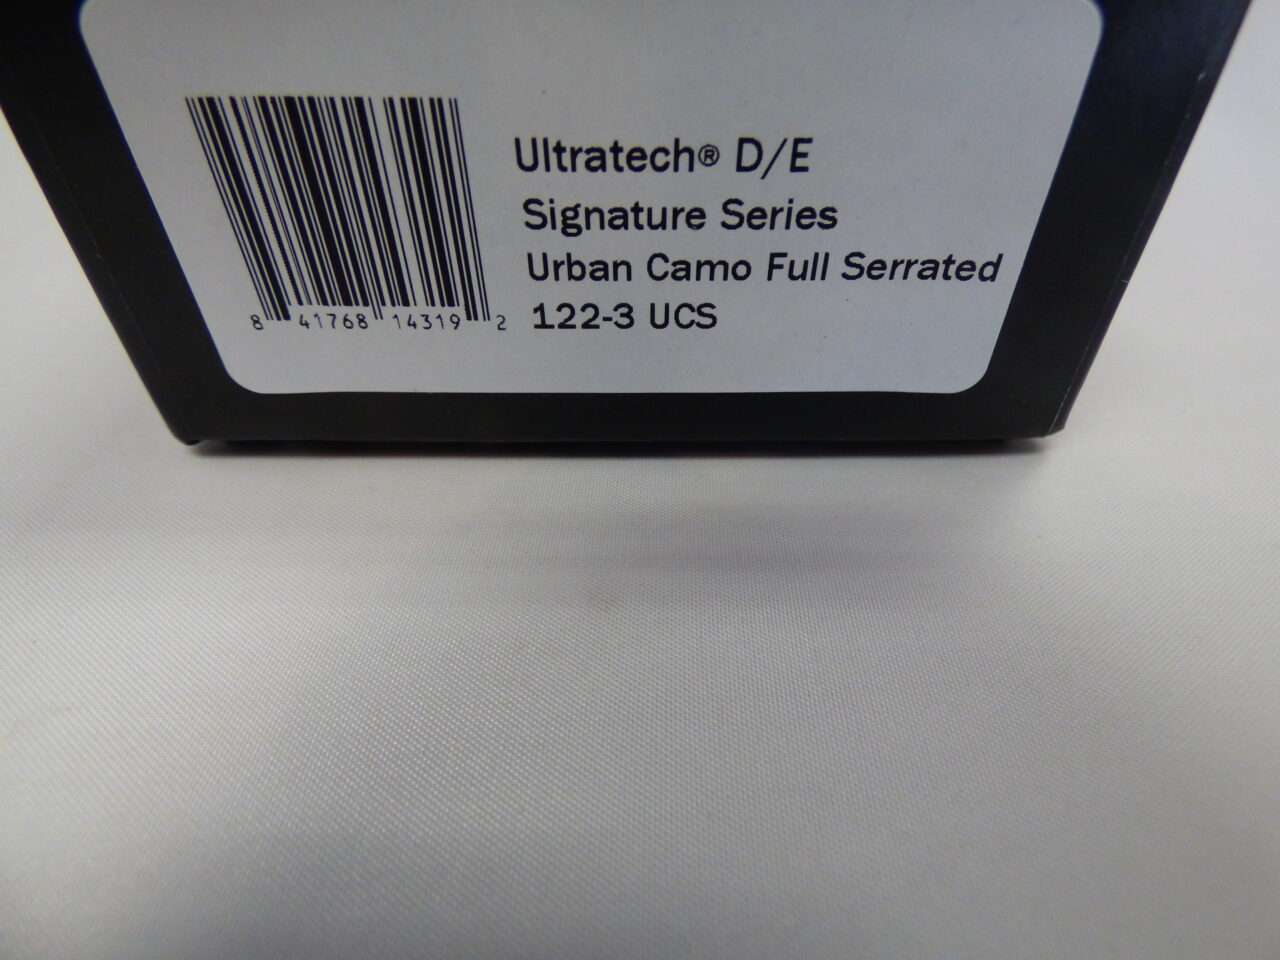 Ultratech® D/E
Signature Series
Urban Camo Full Serrated
122-3 UCS
8 41768 14319 2